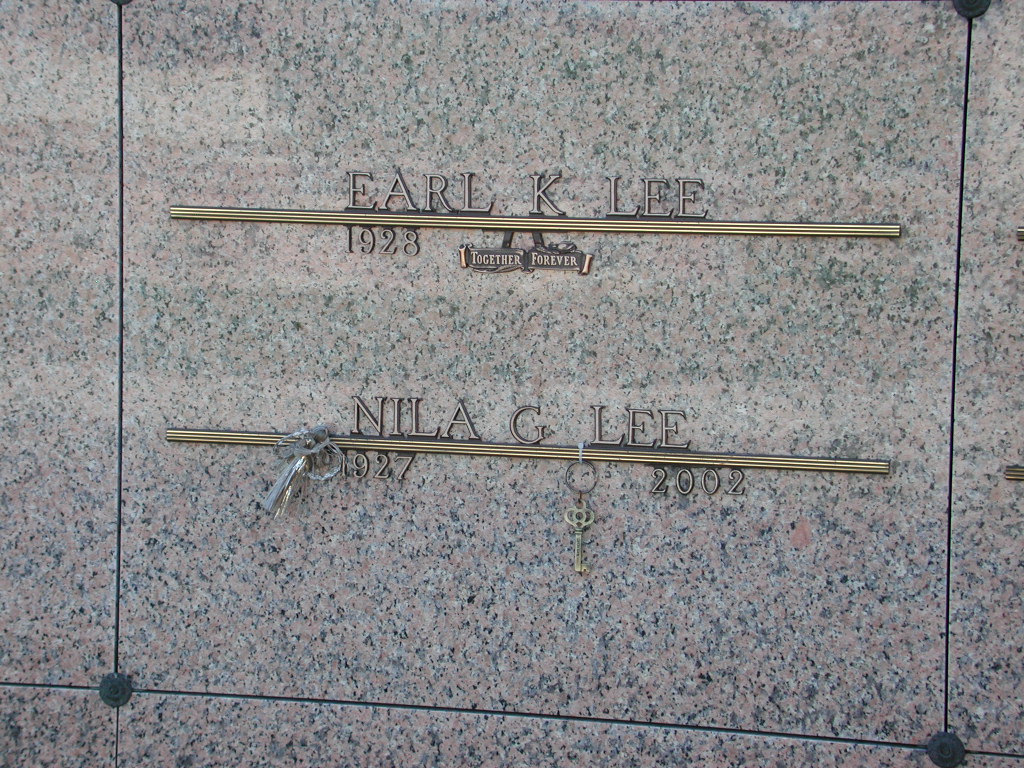 EARL K LEE
1928
TOGETHER FOREVER
NILA G LEE
1927 2002